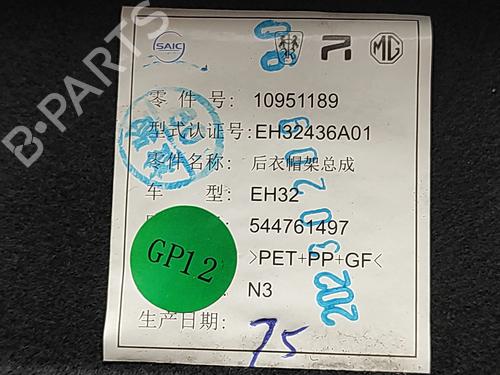 SAIC
MG
零 件 号: 10951189
型式认证号: EH32436A01
零件名称: 后衣帽架总成
车 型: EH32
544761497
>PET+PP+GF<
N3
生产日期:
GP12
75
B-PARTS